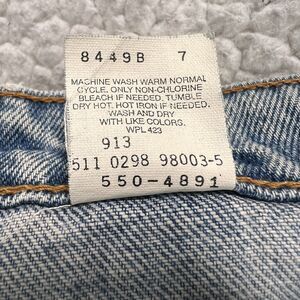 8449B 7
MACHINE WASH WARM NORMAL
CYCLE. ONLY NON-CHLORINE
BLEACH IF NEEDED. TUMBLE
DRY HOT. HOT IRON IF NEEDED.
WASH AND DRY
WITH LIKE COLORS.
WPL 423
913
511 0298 98003-5
550-4891